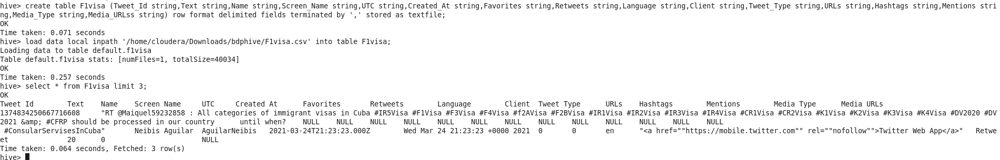 hive> create table F1visa (Tweet_Id string,Text string,Name string,Screen_Name string,UTC string,Created_At string,Favorites string,Retweets string,Language string,Client string,Tweet_Type string,URLs string,Hashtags string,Mentions stri
ng,Media_Type string,Media_URLss string) row format delimited fields terminated by ',' stored as textfile;
OK
Time taken: 0.071 seconds
hive> load data local inpath '/home/cloudera/Downloads/bdphive/F1visa.csv' into table F1visa;
Loading data to table default.f1visa
Table default.f1visa stats: [numFiles=1, totalSize=40034]
OK
Time taken: 0.257 seconds
hive> select * from F1visa limit 3;
OK
Tweet Id Text Name Screen Name UTC Created At Favorites Retweets Language Client Tweet Type URLs Hashtags Mentions Media Type Media URLs
1374834250667716608 "RT @Maiquel59232858 : All categories of immigrant visas in Cuba #IR5Visa #F1Visa #F3Visa #F4Visa #f2AVisa #F2BVisa #IR1Visa #IR2Visa #IR3Visa #IR4Visa #CR1Visa #CR2Visa #K1Visa #K2Visa #K3Visa #K4Visa #DV2020 #DV
2021 &amp; #CFRP should be processed in our country until when? NULL NULL NULL NULL NULL NULL NULL NULL NULL NULL NULL NULL NULL
#ConsularServisesInCuba" Neibis Aguilar AguilarNeibis 2021-03-24T21:23:23.000Z Wed Mar 24 21:23:23 +0000 2021 0 0 en "<a href=""https://mobile.twitter.com"" rel=""nofollow"">Twitter Web App</a>" Retwe
et 20 0 NULL
Time taken: 0.064 seconds, Fetched: 3 row(s)
hive>